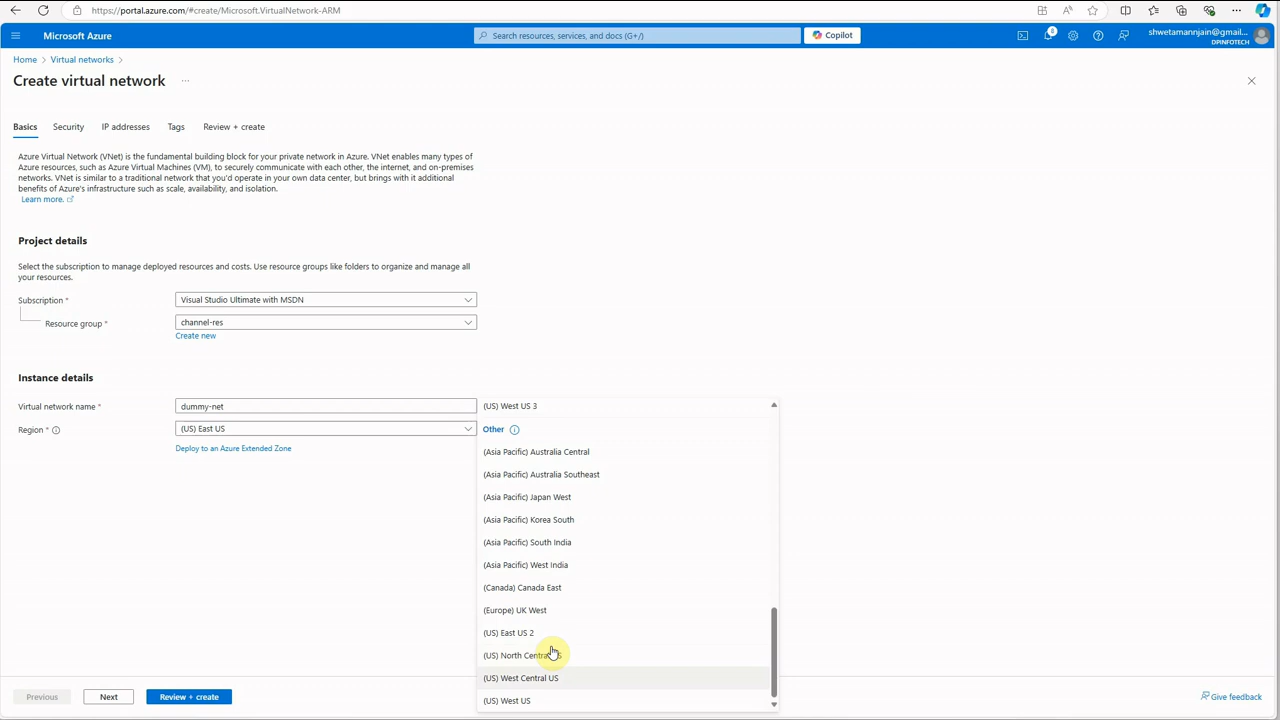 https://portal.azure.com/#create/Microsoft.VirtualNetwork-ARM
Microsoft Azure
Search resources, services, and docs (G+/)
Copilot
8
shwetamannjain@gmail...
DPINFOTECH
Home > Virtual networks >
Create virtual network ...
Basics Security IP addresses Tags Review + create
Azure Virtual Network (VNet) is the fundamental building block for your private network in Azure. VNet enables many types of
Azure resources, such as Azure Virtual Machines (VM), to securely communicate with each other, the internet, and on-premises
networks. VNet is similar to a traditional network that you'd operate in your own data center, but brings with it additional
benefits of Azure's infrastructure such as scale, availability, and isolation.
Learn more.
Project details
Select the subscription to manage deployed resources and costs. Use resource groups like folders to organize and manage all
your resources.
Subscription *
Visual Studio Ultimate with MSDN
Resource group *
channel-res
Create new
Instance details
Virtual network name *
dummy-net
Region *
(US) East US
Deploy to an Azure Extended Zone
(US) West US 3
Other
(Asia Pacific) Australia Central
(Asia Pacific) Australia Southeast
(Asia Pacific) Japan West
(Asia Pacific) Korea South
(Asia Pacific) South India
(Asia Pacific) West India
(Canada) Canada East
(Europe) UK West
(US) East US 2
(US) North Central US
(US) West Central US
(US) West US
Previous
Next
Review + create
Give feedback